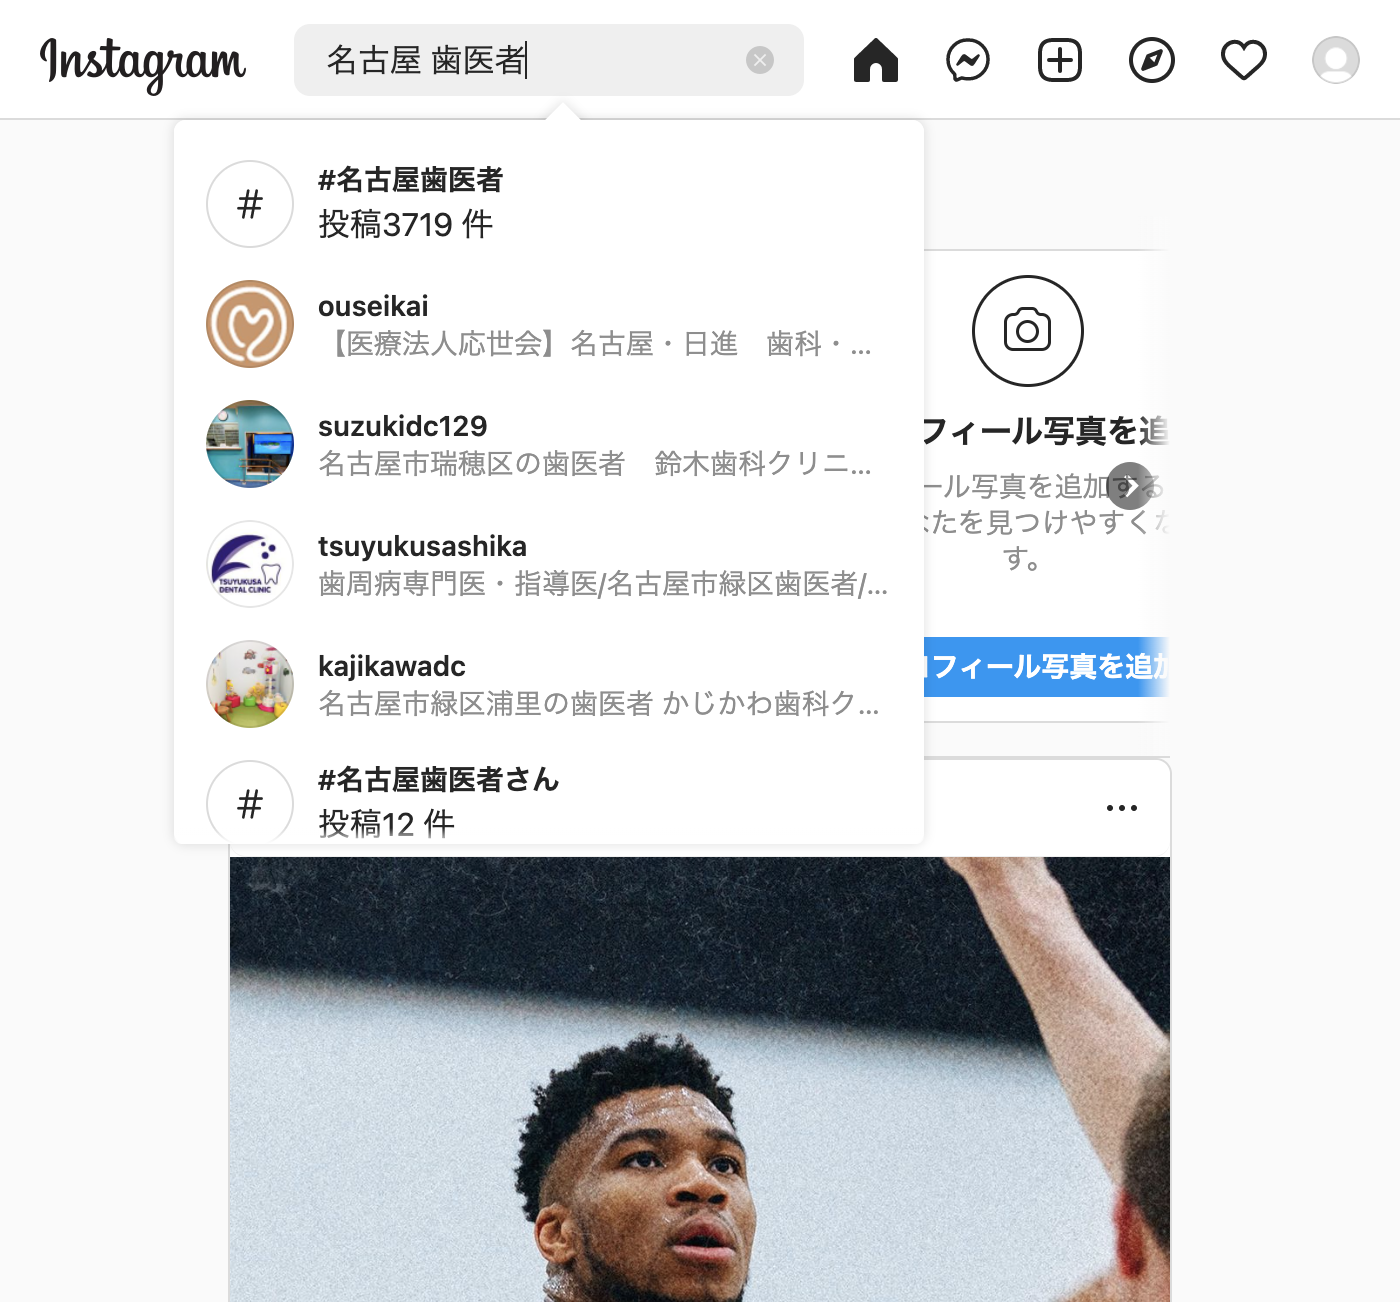 Instagram
名古屋 歯医者
#名古屋歯医者
投稿3719 件
ouseikai
【医療法人応世会】名古屋・日進　歯科・...
suzukidc129
名古屋市瑞穂区の歯医者　鈴木歯科クリニ...
TSUYUKUSA
DENTAL CLINIC
tsuyukusashika
歯周病専門医・指導医/名古屋市緑区歯医者/...
kajikawadc
名古屋市緑区浦里の歯医者 かじかわ歯科ク...
#名古屋歯医者さん
投稿12 件
フィール写真を追
ール写真を追加する
なたを見つけやすくな
す。
フィール写真を追加